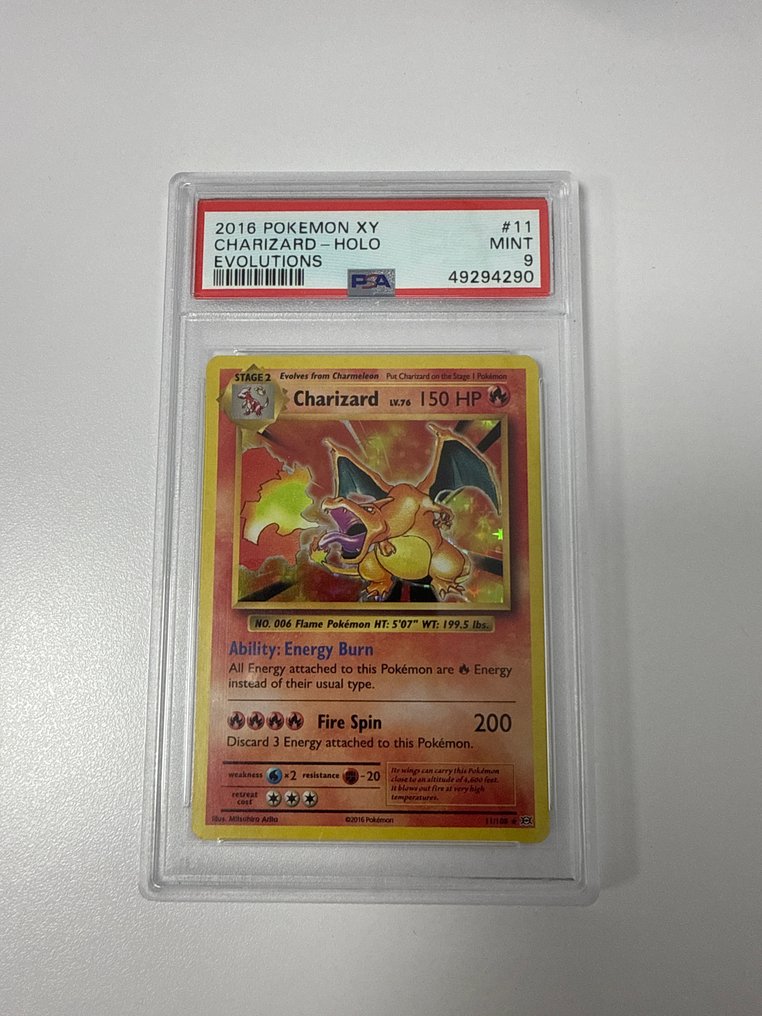 2016 POKEMON XY #11
CHARIZARD - HOLO MINT
EVOLUTIONS 9
PSA 49294290
STAGE 2 Evolves from Charmeleon Put Charizard on the Stage 1 Pokémon
Charizard LV.76 150 HP
NO. 006 Flame Pokémon HT: 5'07" WT: 199.5 lbs.
Ability: Energy Burn
All Energy attached to this Pokémon are Energy
instead of their usual type.
Fire Spin 200
Discard 3 Energy attached to this Pokémon.
weakness ×2 resistance -20
retreat
cost
Its wings can carry this Pokémon
close to an altitude of 4,600 feet.
It blows out fire at very high
temperatures.
Illus. Mitsuhiro Arita ©2016 Pokémon 11/108